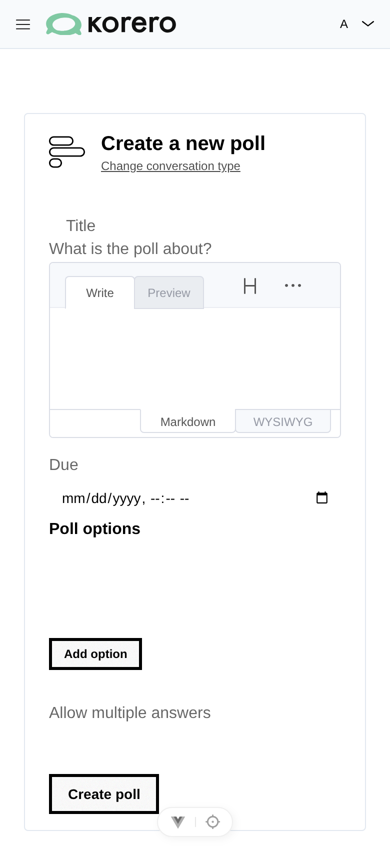 korero
A
Create a new poll
Change conversation type
Title
What is the poll about?
Write
Preview
H
Markdown
WYSIWYG
Due
mm/dd/yyyy, --:-- --
Poll options
Add option
Allow multiple answers
Create poll